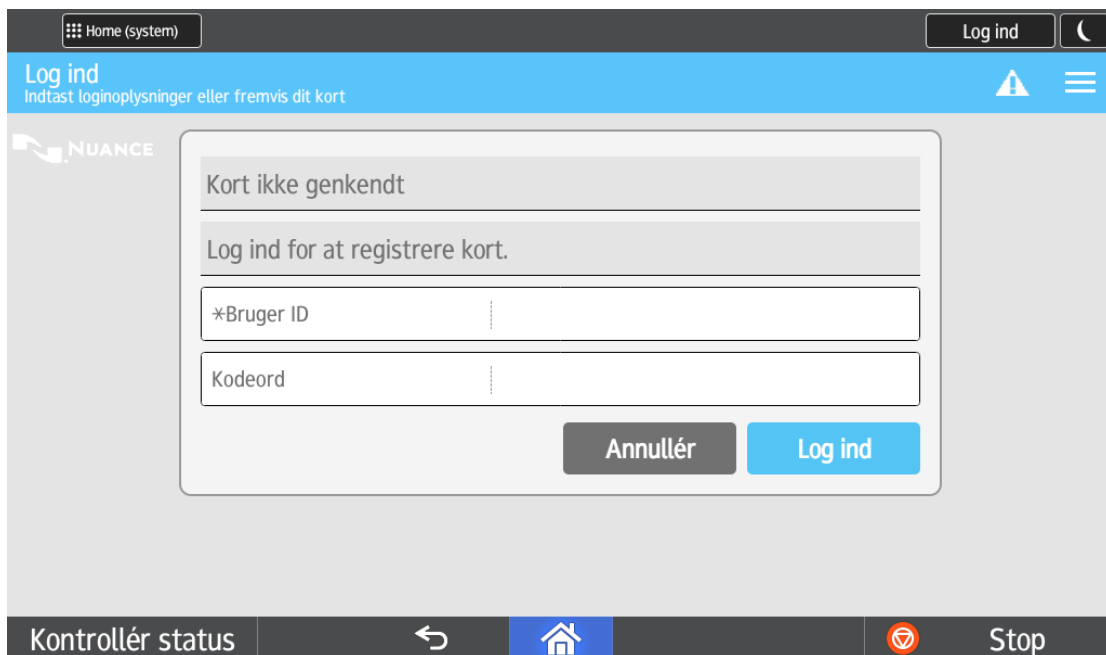 Home (system)
Log ind
Log ind
Indtast loginoplysninger eller fremvis dit kort
NUANCE
Kort ikke genkendt
Log ind for at registrere kort.
*Bruger ID
Kodeord
Annullér
Log ind
Kontrollér status
Stop